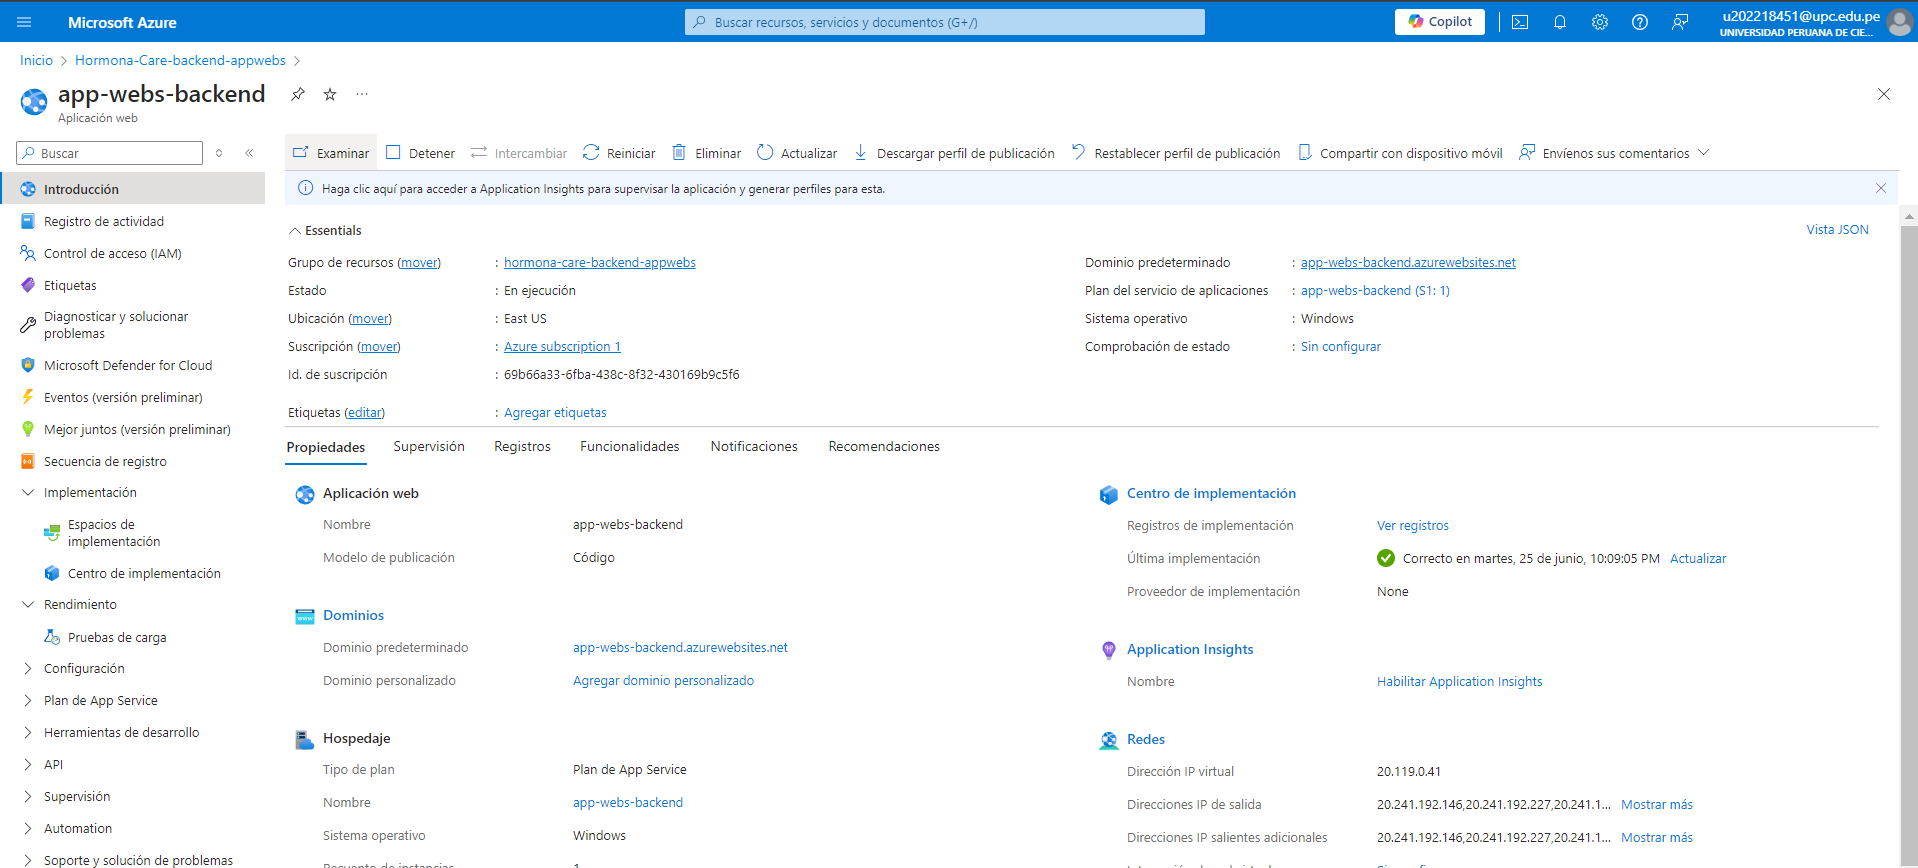 Microsoft Azure
Buscar recursos, servicios y documentos (G+/)
Copilot
u202218451@upc.edu.pe
UNIVERSIDAD PERUANA DE CIE...
Inicio > Hormona-Care-backend-appwebs >
app-webs-backend
Aplicación web
Buscar
Introducción
Registro de actividad
Control de acceso (IAM)
Etiquetas
Diagnosticar y solucionar
problemas
Microsoft Defender for Cloud
Eventos (versión preliminar)
Mejor juntos (versión preliminar)
Secuencia de registro
Implementación
Espacios de
implementación
Centro de implementación
Rendimiento
Pruebas de carga
Configuración
Plan de App Service
Herramientas de desarrollo
API
Supervisión
Automation
Soporte y solución de problemas
Examinar Detener Intercambiar Reiniciar Eliminar Actualizar Descargar perfil de publicación Restablecer perfil de publicación Compartir con dispositivo móvil Envíenos sus comentarios
Haga clic aquí para acceder a Application Insights para supervisar la aplicación y generar perfiles para esta.
Essentials
Vista JSON
Grupo de recursos (mover) : hormona-care-backend-appwebs
Estado : En ejecución
Ubicación (mover) : East US
Suscripción (mover) : Azure subscription 1
Id. de suscripción : 69b66a33-6fba-438c-8f32-430169b9c5f6
Etiquetas (editar) : Agregar etiquetas
Dominio predeterminado : app-webs-backend.azurewebsites.net
Plan del servicio de aplicaciones : app-webs-backend (S1: 1)
Sistema operativo : Windows
Comprobación de estado : Sin configurar
Propiedades Supervisión Registros Funcionalidades Notificaciones Recomendaciones
Aplicación web
Nombre app-webs-backend
Modelo de publicación Código
Dominios
Dominio predeterminado app-webs-backend.azurewebsites.net
Dominio personalizado Agregar dominio personalizado
Hospedaje
Tipo de plan Plan de App Service
Nombre app-webs-backend
Sistema operativo Windows
Recuento de instancias 1
Centro de implementación
Registros de implementación Ver registros
Última implementación Correcto en martes, 25 de junio, 10:09:05 PM Actualizar
Proveedor de implementación None
Application Insights
Nombre Habilitar Application Insights
Redes
Dirección IP virtual 20.119.0.41
Direcciones IP de salida 20.241.192.146,20.241.192.227,20.241.1... Mostrar más
Direcciones IP salientes adicionales 20.241.192.146,20.241.192.227,20.241.1... Mostrar más